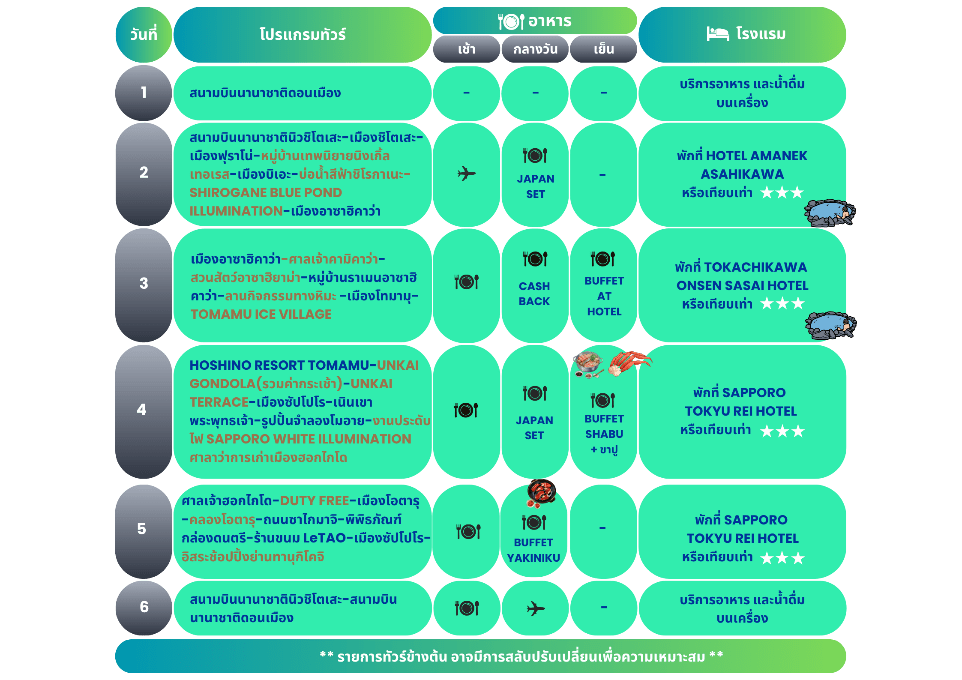 วันที่
โปรแกรมทัวร์
อาหาร
เช้า
กลางวัน
เย็น
โรงแรม
1
สนามบินนานาชาติดอนเมือง
-
-
-
บริการอาหาร และน้ำดื่ม
บนเครื่อง
2
สนามบินนานาชาตินิวชิโตเสะ-เมืองชิโตเสะ-
เมืองฟุราโน่-หมู่บ้านเทพนิยายนิงเกิ้ล
เทอเรส-เมืองบิเอะ-บ่อน้ำสีฟ้าชิโรกาเนะ-
SHIROGANE BLUE POND
ILLUMINATION-เมืองอาซาฮิคาว่า
JAPAN
SET
-
พักที่ HOTEL AMANEK
ASAHIKAWA
หรือเทียบเท่า
3
เมืองอาซาฮิคาว่า-ศาลเจ้าคามิคาว่า-
สวนสัตว์อาซาฮิยาม่า-หมู่บ้านราเมนอาซาฮิ
คาว่า-ลานกิจกรรมทางหิมะ -เมืองโทมามุ-
TOMAMU ICE VILLAGE
CASH
BACK
BUFFET
AT
HOTEL
พักที่ TOKACHIKAWA
ONSEN SASAI HOTEL
หรือเทียบเท่า
4
HOSHINO RESORT TOMAMU-UNKAI
GONDOLA(รวมค่ากระเช้า)-UNKAI
TERRACE-เมืองซัปโปโร-เนินเขา
พระพุทธเจ้า-รูปปั้นจำลองโมอาย-งานประดับ
ไฟ SAPPORO WHITE ILLUMINATION
ศาลาว่าการเก่าเมืองฮอกไกโด
JAPAN
SET
BUFFET
SHABU
+ ขาปู
พักที่ SAPPORO
TOKYU REI HOTEL
หรือเทียบเท่า
5
ศาลเจ้าฮอกไกโด-DUTY FREE-เมืองโอตารุ
-คลองโอตารุ-ถนนซาไกมาจิ-พิพิธภัณฑ์
กล่องดนตรี-ร้านขนม LeTAO-เมืองซัปโปโร-
อิสระช้อปปิ้งย่านทานุกิโคจิ
BUFFET
YAKINIKU
-
พักที่ SAPPORO
TOKYU REI HOTEL
หรือเทียบเท่า
6
สนามบินนานาชาตินิวชิโตเสะ-สนามบิน
นานาชาติดอนเมือง
-
บริการอาหาร และน้ำดื่ม
บนเครื่อง
** รายการทัวร์ข้างต้น อาจมีการสลับปรับเปลี่ยนเพื่อความเหมาะสม **